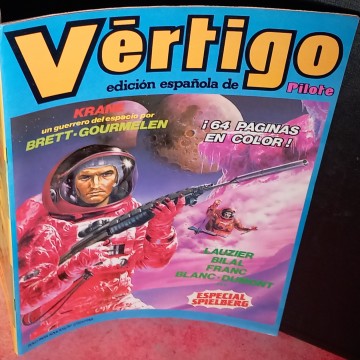 Vértigo
edición española de
Pilote
KRANE
un guerrero del espacio por
BRETT-GOURMELEN
¡ 64 PAGINAS
EN COLOR !
LAUZIER
BILAL
FRANC
BLANC-DUMONT
ESPECIAL
SPIELBERG